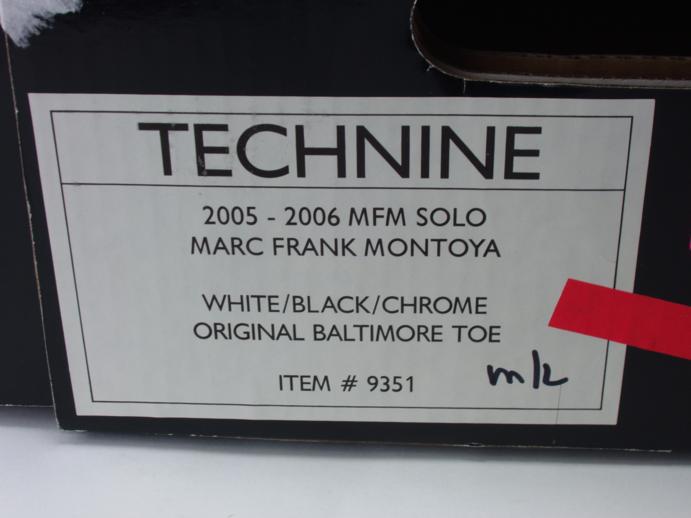 TECHNINE
2005 - 2006 MFM SOLO
MARC FRANK MONTOYA
WHITE/BLACK/CHROME
ORIGINAL BALTIMORE TOE
ITEM # 9351
m/L